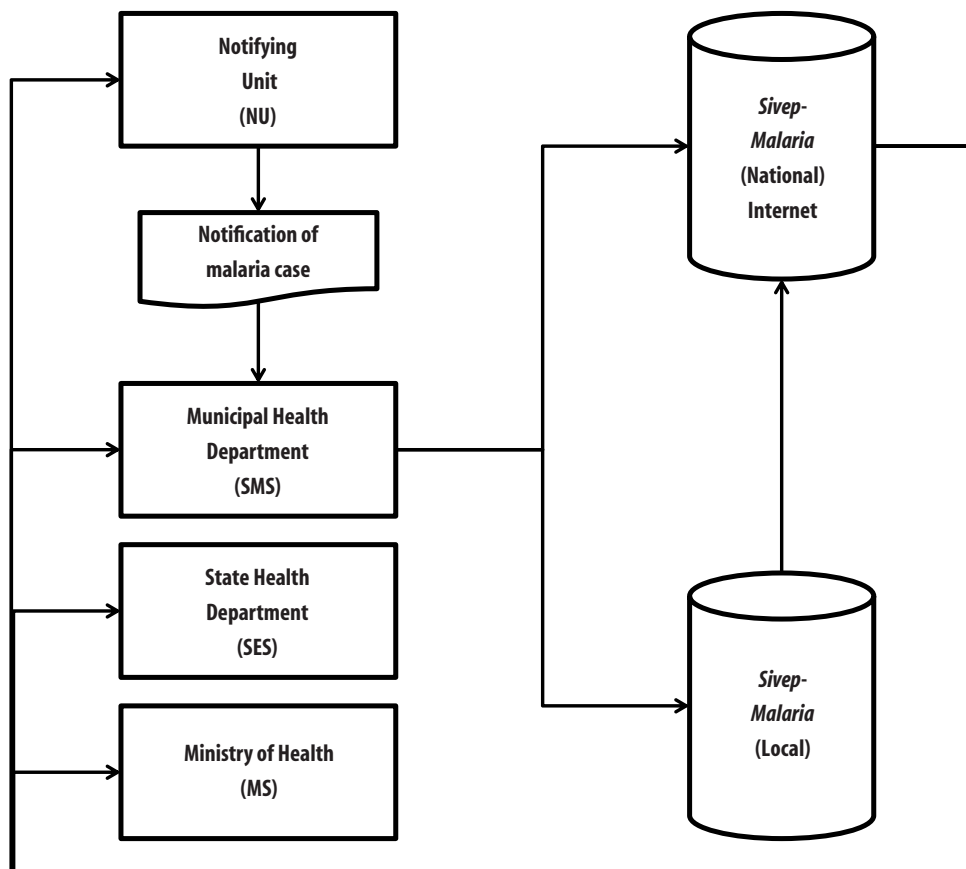 Notifying
Unit
(NU)
Notification of
malaria case
Municipal Health
Department
(SMS)
State Health
Department
(SES)
Ministry of Health
(MS)
Sivep-
Malaria
(National)
Internet
Sivep-
Malaria
(Local)